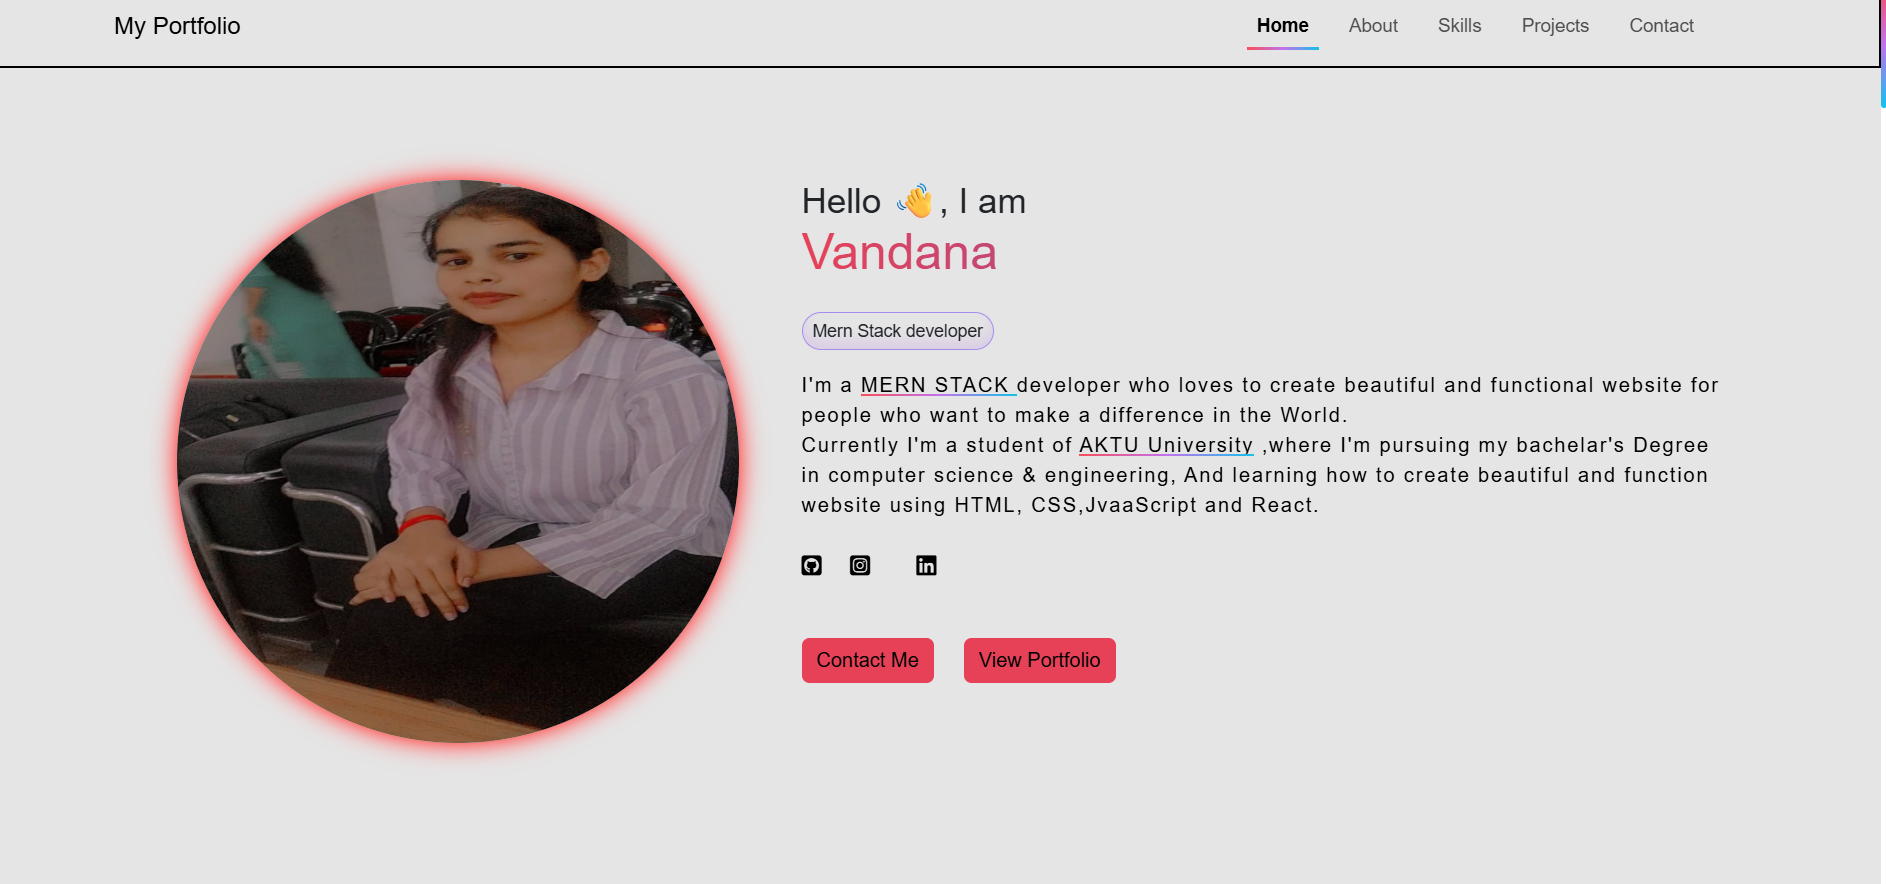 My Portfolio
Home About Skills Projects Contact
Hello 👋, I am
Vandana
Mern Stack developer
I'm a MERN STACK developer who loves to create beautiful and functional website for
people who want to make a difference in the World.
Currently I'm a student of AKTU University ,where I'm pursuing my bachelar's Degree
in computer science & engineering, And learning how to create beautiful and function
website using HTML, CSS,JvaaScript and React.
in
Contact Me View Portfolio